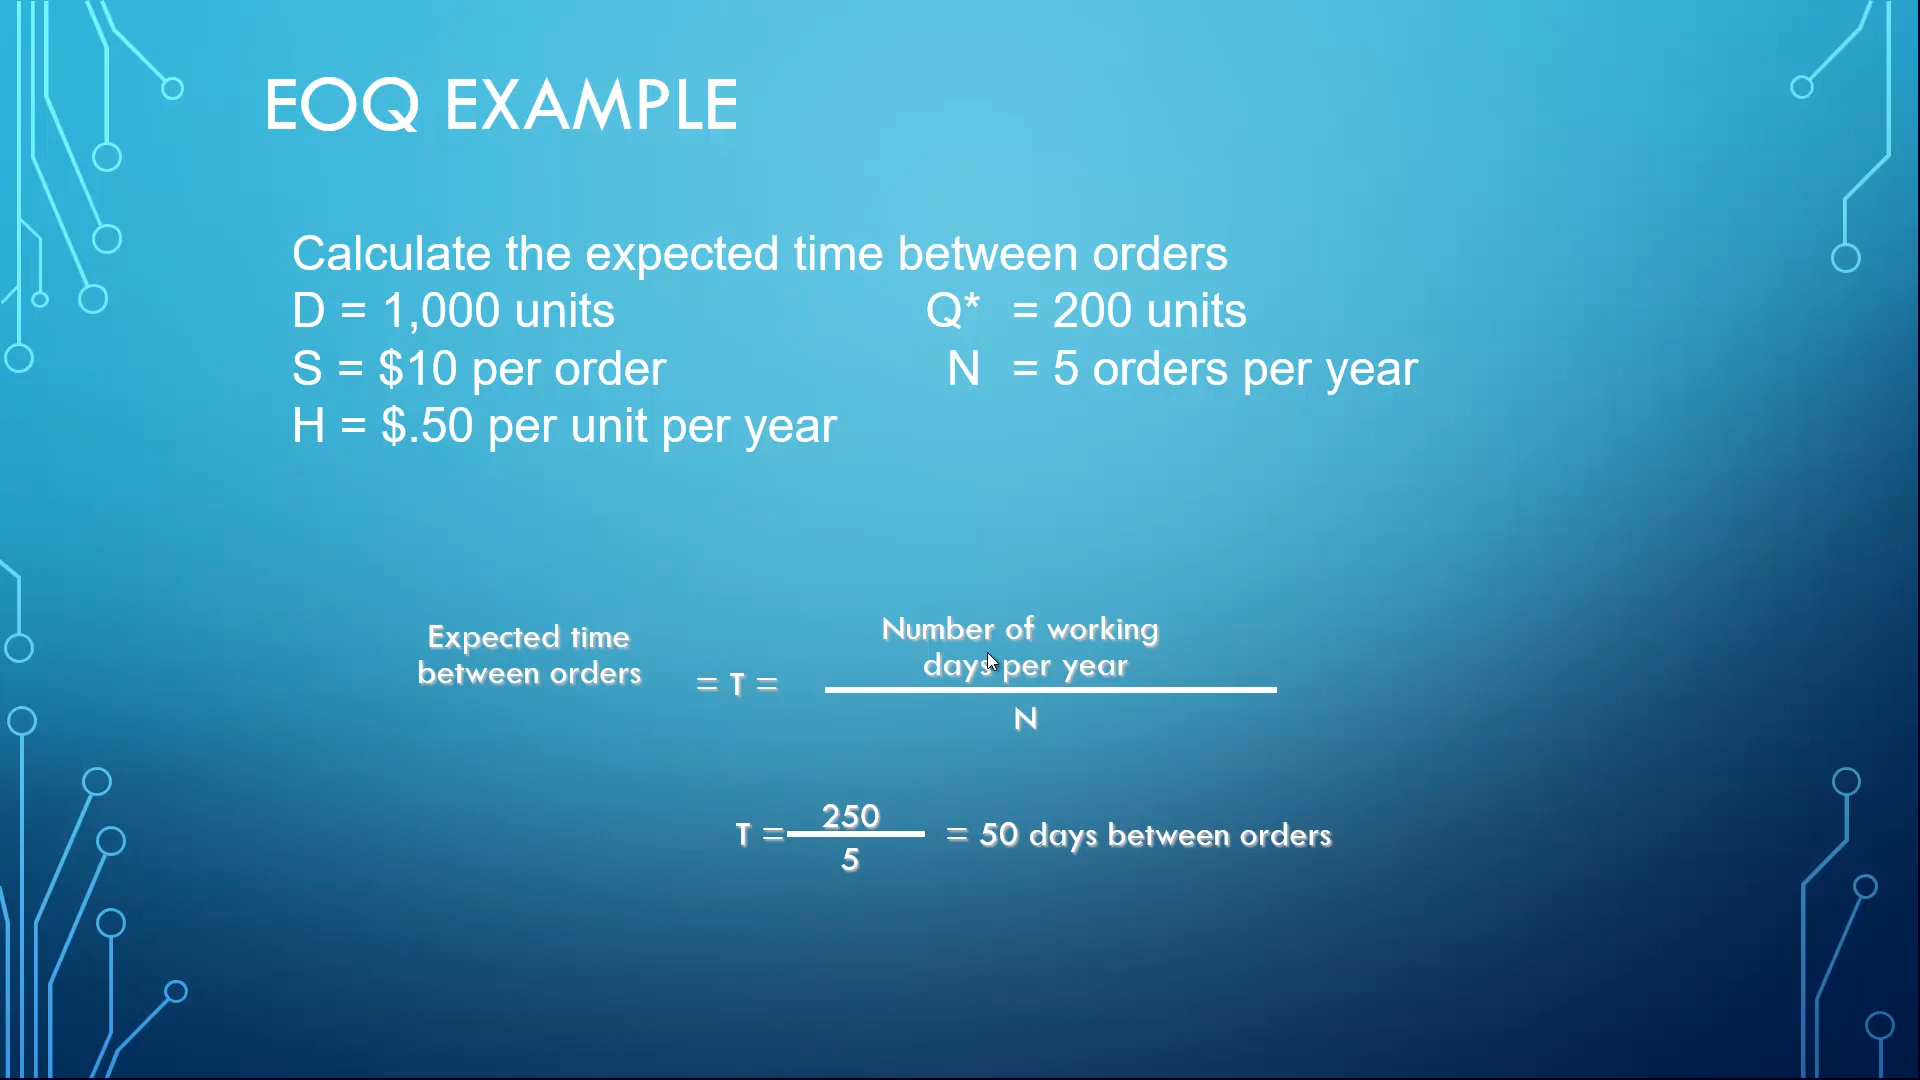 EOQ EXAMPLE
Calculate the expected time between orders
D = 1,000 units Q* = 200 units
S = $10 per order N = 5 orders per year
H = $.50 per unit per year
Expected time
between orders
= T =
Number of working
days per year
N
T = 250
5
= 50 days between orders